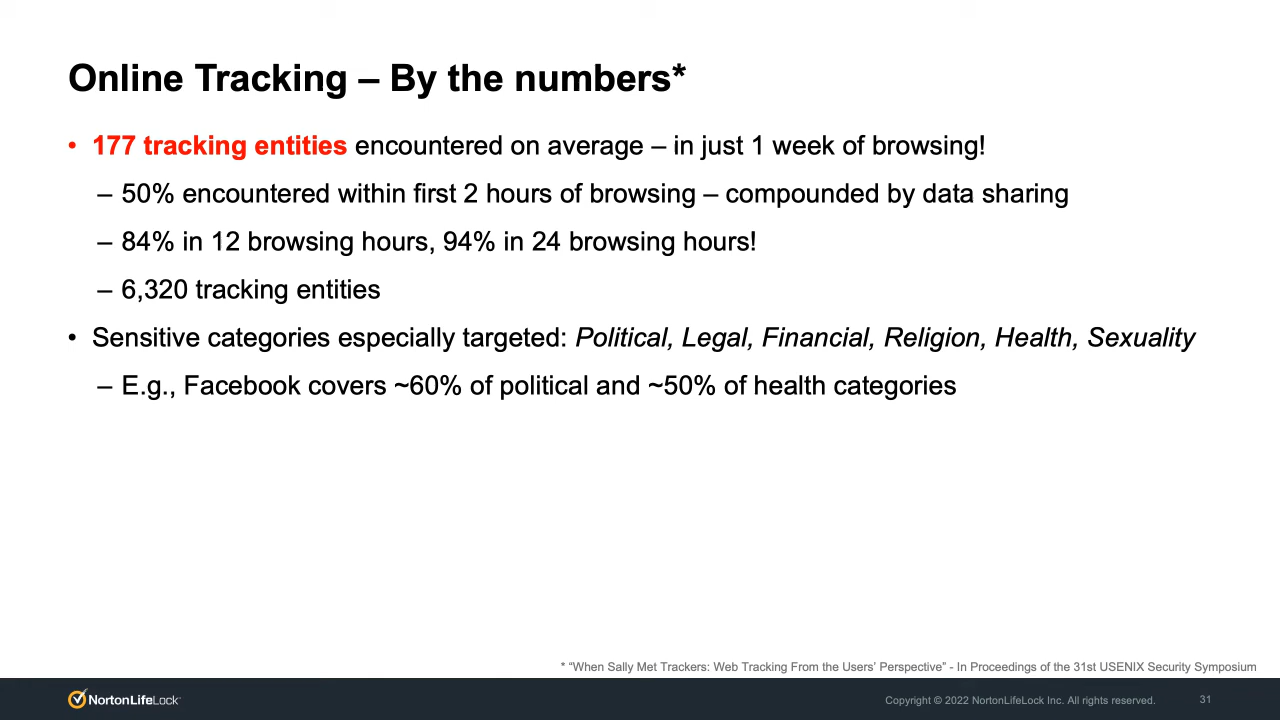 Online Tracking – By the numbers*
• 177 tracking entities encountered on average – in just 1 week of browsing!
– 50% encountered within first 2 hours of browsing – compounded by data sharing
– 84% in 12 browsing hours, 94% in 24 browsing hours!
– 6,320 tracking entities
• Sensitive categories especially targeted: Political, Legal, Financial, Religion, Health, Sexuality
– E.g., Facebook covers ~60% of political and ~50% of health categories
* “When Sally Met Trackers: Web Tracking From the Users’ Perspective” - In Proceedings of the 31st USENIX Security Symposium
NortonLifeLock
Copyright © 2022 NortonLifeLock Inc. All rights reserved.
31